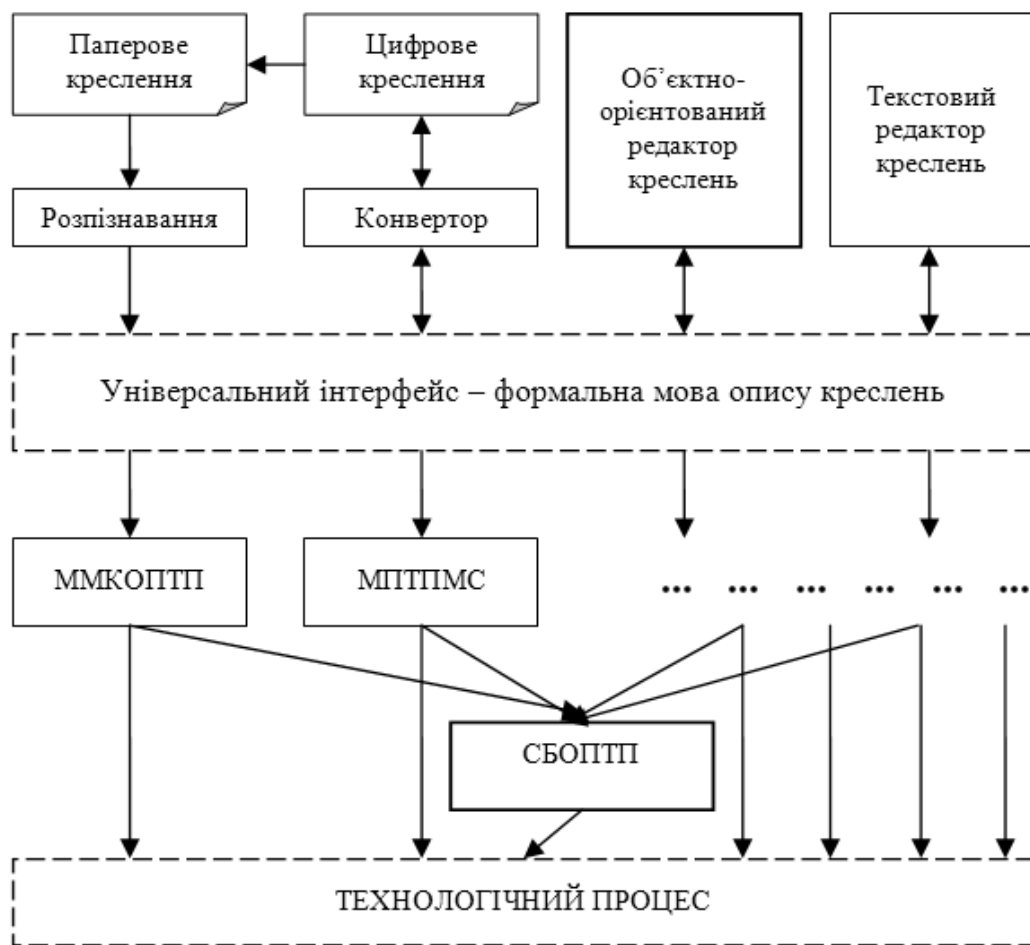 Паперове
креслення
Цифрове
креслення
Об’єктно-
орієнтований
редактор
креслень
Текстовий
редактор
креслень
Розпізнавання
Конвертор
Універсальний інтерфейс – формальна мова опису креслень
ММКОПТП
МПТПМС
... ... ... ... ... ...
СБОПТП
ТЕХНОЛОГІЧНИЙ ПРОЦЕС